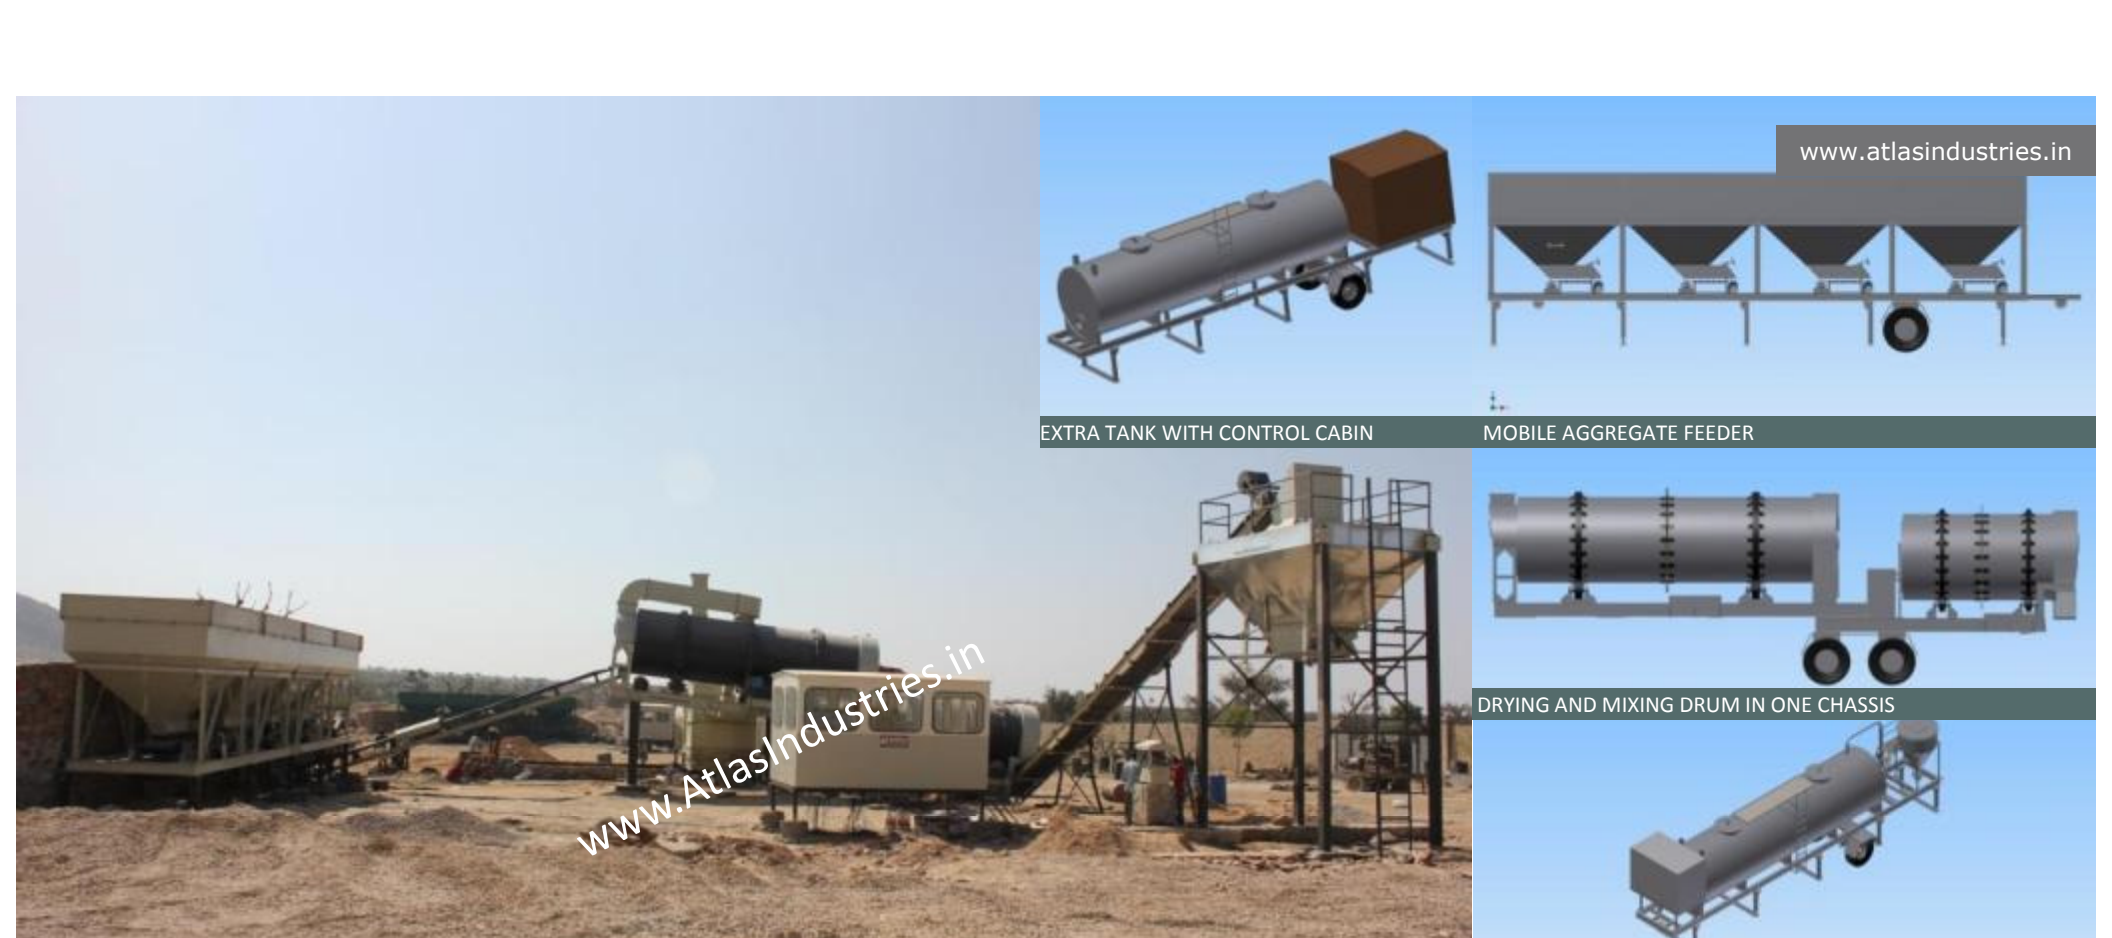 www.atlasindustries.in
EXTRA TANK WITH CONTROL CABIN
MOBILE AGGREGATE FEEDER
www.AtlasIndustries.in
DRYING AND MIXING DRUM IN ONE CHASSIS